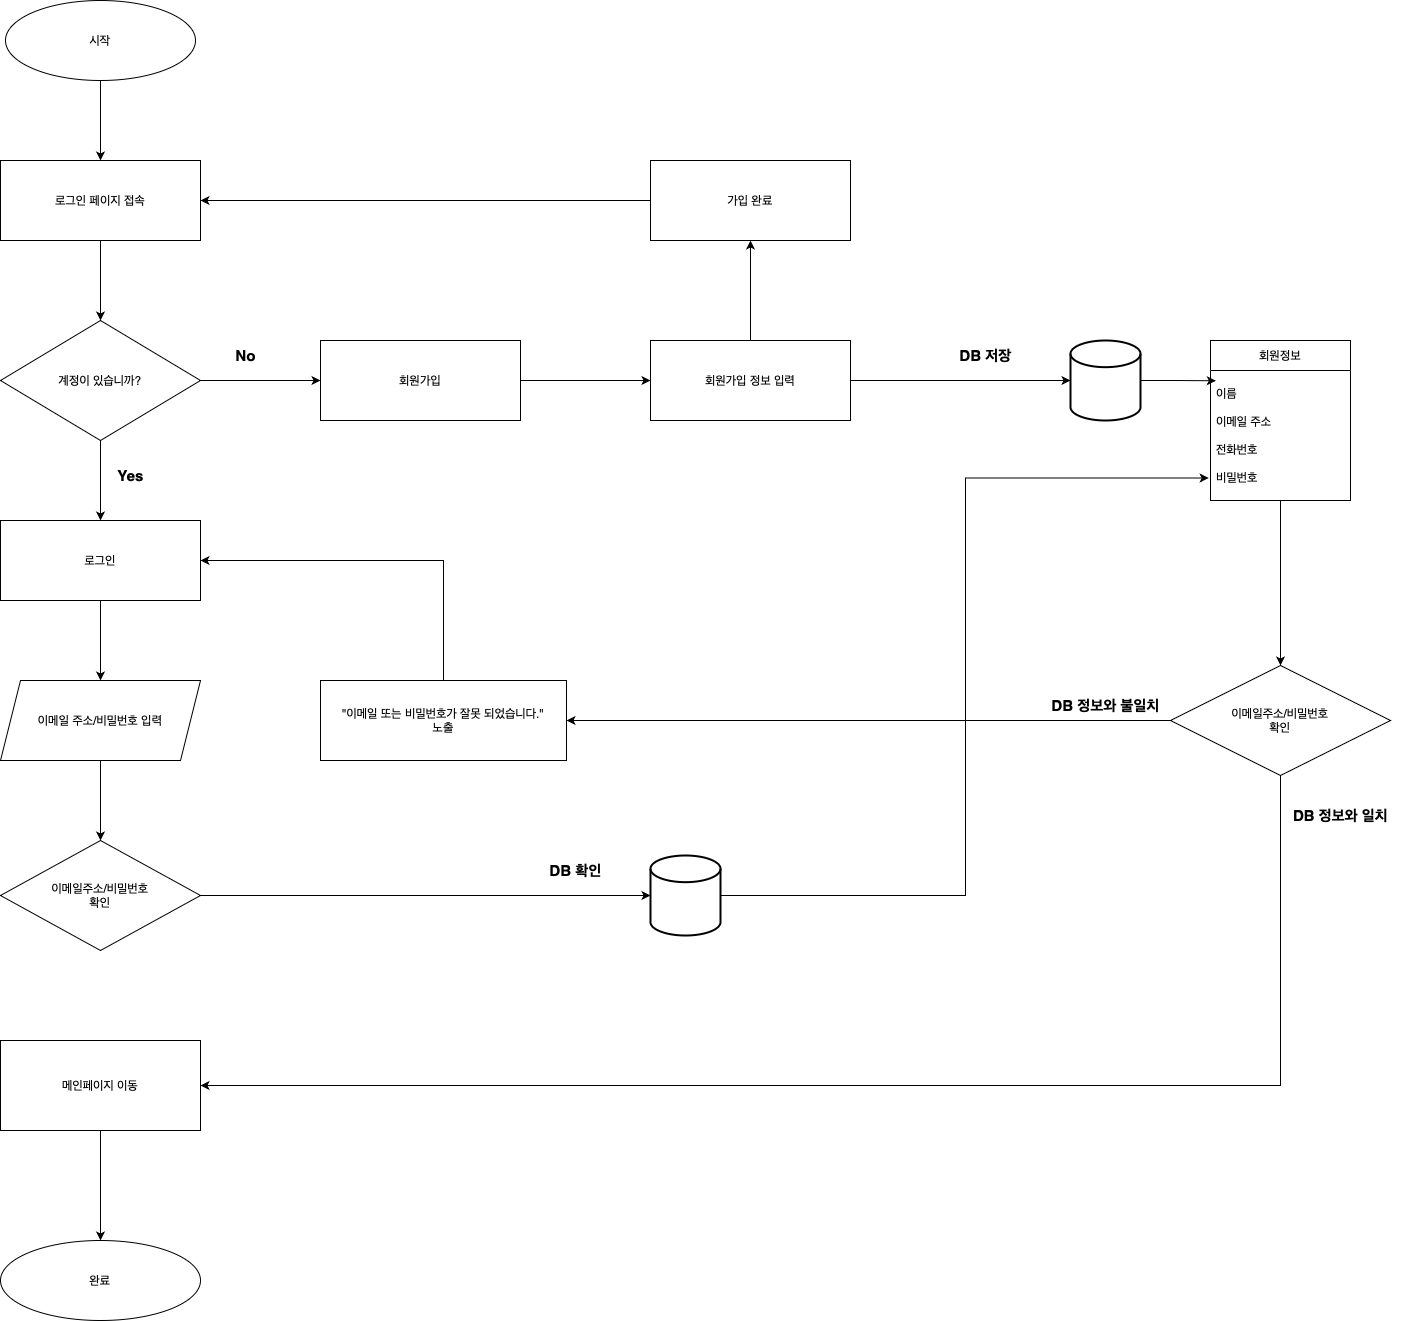 시작
로그인 페이지 접속
가입 완료
계정이 있습니까?
No
회원가입
회원가입 정보 입력
DB 저장
회원정보
이름
이메일 주소
전화번호
비밀번호
Yes
로그인
이메일 주소/비밀번호 입력
"이메일 또는 비밀번호가 잘못 되었습니다."
노출
DB 정보와 불일치
이메일주소/비밀번호
확인
DB 정보와 일치
이메일주소/비밀번호
확인
DB 확인
메인페이지 이동
완료